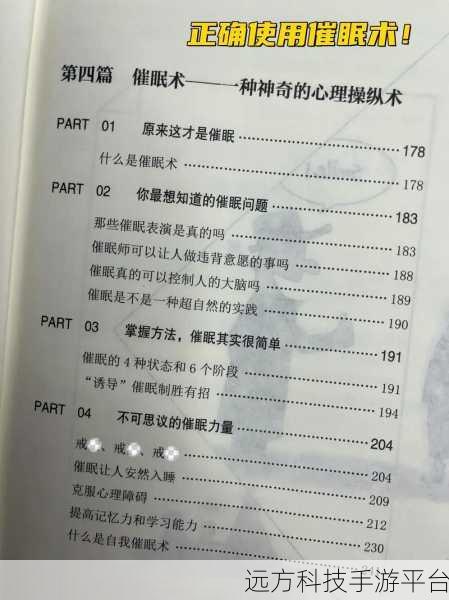 正确使用催眠术！
第四篇 催眠术——一种神奇的心理操纵术
PART 01 原来这才是催眠 178
什么是催眠术 178
PART 02 你最想知道的催眠问题 183
那些催眠表演是真的吗 183
催眠师可以让人做违背意愿的事吗 188
催眠真的可以控制人的大脑吗 189
催眠是不是一种超自然的实践 190
PART 03 掌握方法，催眠其实很简单 191
催眠的4种状态和6个阶段 191
“诱导”催眠制胜有招 194
PART 04 不可思议的催眠力量 204
戒、戒、戒 204
催眠让人安然入睡 209
克服心理障碍 212
提高记忆力和学习能力 230
什么是自我催眠术
远方科技手游平台